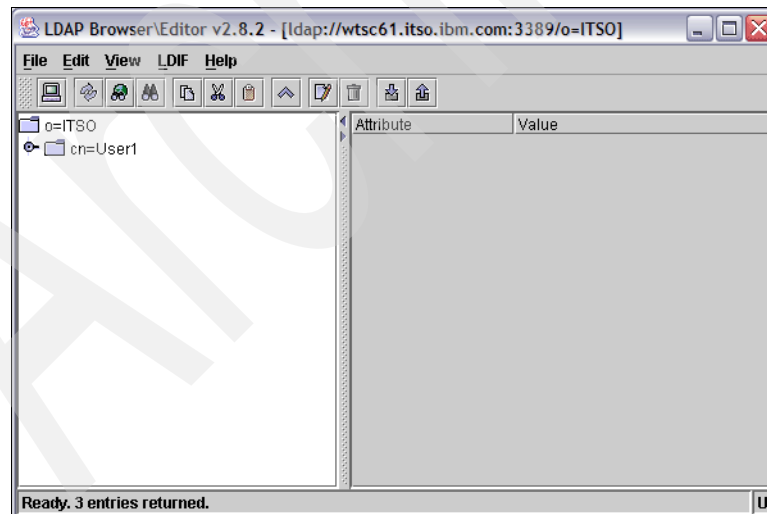 LDAP Browser\Editor v2.8.2 - [ldap://wtsc61.itso.ibm.com:3389/o=ITSO]
File Edit View LDIF Help
o=ITSO
cn=User1
Attribute Value
Ready. 3 entries returned.
U